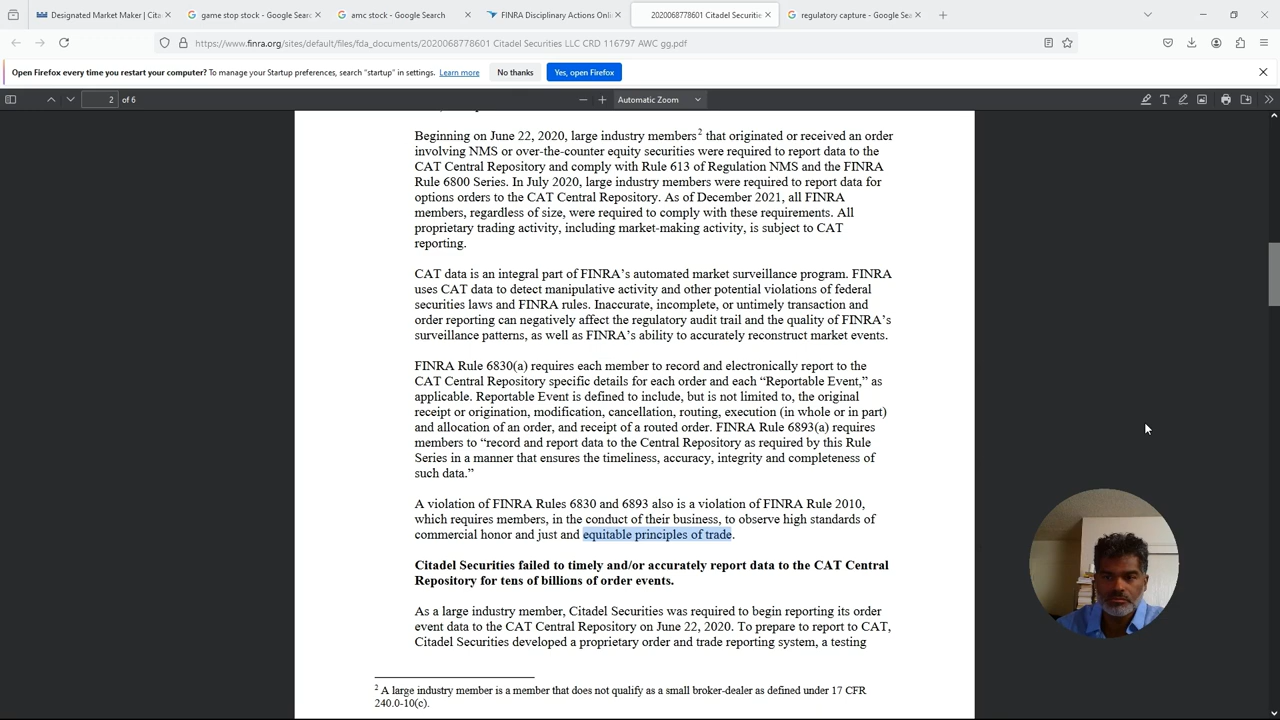 Designated Market Maker | Cita
game stop stock - Google Search
amc stock - Google Search
FINRA Disciplinary Actions Onli
2020068778601 Citadel Securitie
regulatory capture - Google Sea
https://www.finra.org/sites/default/files/fda_documents/2020068778601 Citadel Securities LLC CRD 116797 AWC gg.pdf
Open Firefox every time you restart your computer? To manage your Startup preferences, search "startup" in settings. Learn more No thanks Yes, open Firefox
2 of 6 Automatic Zoom
Beginning on June 22, 2020, large industry members2 that originated or received an order
involving NMS or over-the-counter equity securities were required to report data to the
CAT Central Repository and comply with Rule 613 of Regulation NMS and the FINRA
Rule 6800 Series. In July 2020, large industry members were required to report data for
options orders to the CAT Central Repository. As of December 2021, all FINRA
members, regardless of size, were required to comply with these requirements. All
proprietary trading activity, including market-making activity, is subject to CAT
reporting.
CAT data is an integral part of FINRA's automated market surveillance program. FINRA
uses CAT data to detect manipulative activity and other potential violations of federal
securities laws and FINRA rules. Inaccurate, incomplete, or untimely transaction and
order reporting can negatively affect the regulatory audit trail and the quality of FINRA's
surveillance patterns, as well as FINRA's ability to accurately reconstruct market events.
FINRA Rule 6830(a) requires each member to record and electronically report to the
CAT Central Repository specific details for each order and each "Reportable Event," as
applicable. Reportable Event is defined to include, but is not limited to, the original
receipt or origination, modification, cancellation, routing, execution (in whole or in part)
and allocation of an order, and receipt of a routed order. FINRA Rule 6893(a) requires
members to "record and report data to the Central Repository as required by this Rule
Series in a manner that ensures the timeliness, accuracy, integrity and completeness of
such data."
A violation of FINRA Rules 6830 and 6893 also is a violation of FINRA Rule 2010,
which requires members, in the conduct of their business, to observe high standards of
commercial honor and just and equitable principles of trade.
Citadel Securities failed to timely and/or accurately report data to the CAT Central
Repository for tens of billions of order events.
As a large industry member, Citadel Securities was required to begin reporting its order
event data to the CAT Central Repository on June 22, 2020. To prepare to report to CAT,
Citadel Securities developed a proprietary order and trade reporting system, a testing
2 A large industry member is a member that does not qualify as a small broker-dealer as defined under 17 CFR
240.0-10(c).